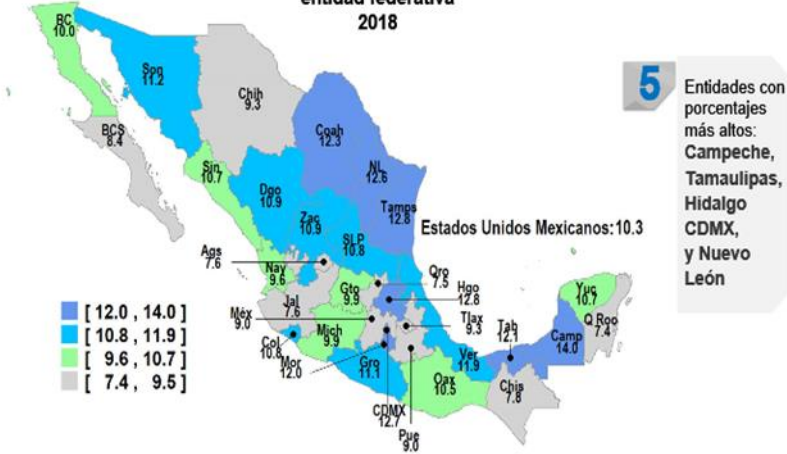 entidad federativa
2018
BC
10.0
Son
11.2
Chih
9.3
BCS
8.4
Coah
12.3
Sin
10.7
NL
12.6
Dgo
10.9
Tamps
12.8
Zac
10.9
SLP
10.8
Estados Unidos Mexicanos:10.3
Ags
7.6
Nay
9.6
Jal
7.6
Gto
9.9
Qro
7.5
Hgo
12.8
Méx
9.0
Mich
9.9
Tlax
9.3
Col
10.8
Mor
12.0
Gro
11.1
CDMX
12.7
Pue
9.0
Ver
11.9
Oax
10.5
Tab
12.1
Camp
14.0
Chis
7.8
Yuc
10.7
Q Roo
7.4
[ 12.0 , 14.0 ]
[ 10.8 , 11.9 ]
[ 9.6 , 10.7 ]
[ 7.4 , 9.5 ]
5
Entidades con
porcentajes
más altos:
Campeche,
Tamaulipas,
Hidalgo
CDMX,
y Nuevo
León